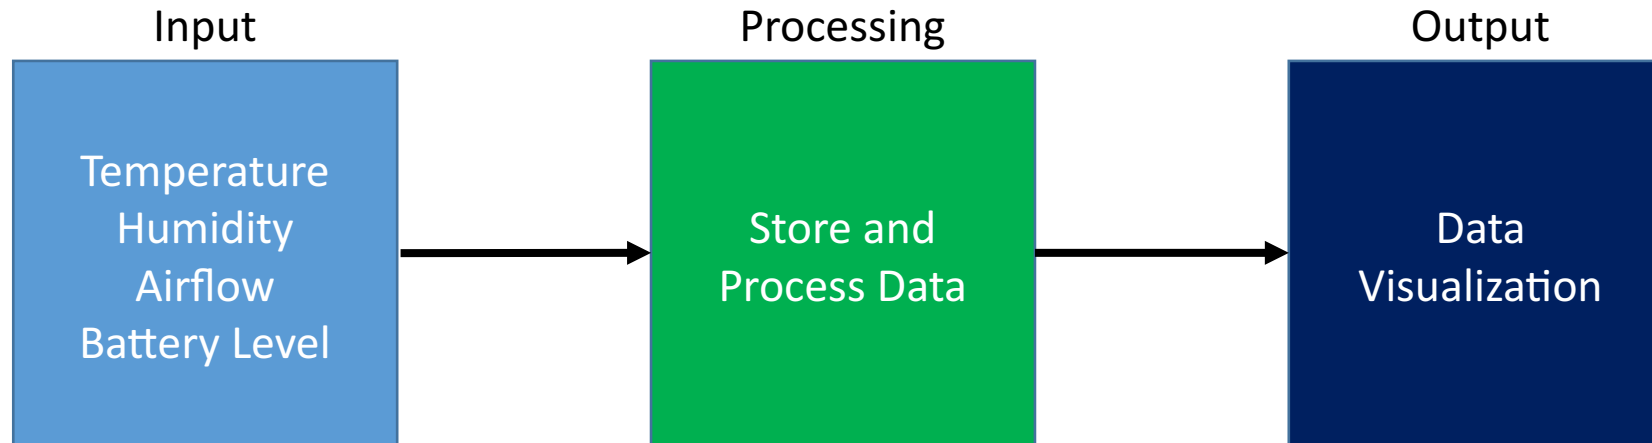 Input
Temperature
Humidity
Airflow
Battery Level
Processing
Store and
Process Data
Output
Data
Visualization